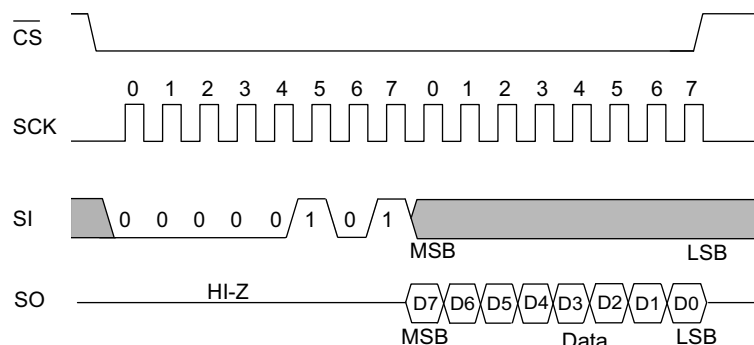 CS
0 1 2 3 4 5 6 7 0 1 2 3 4 5 6 7
SCK
SI 0 0 0 0 0 1 0 1
MSB LSB
HI-Z
SO D7 D6 D5 D4 D3 D2 D1 D0
MSB Data LSB